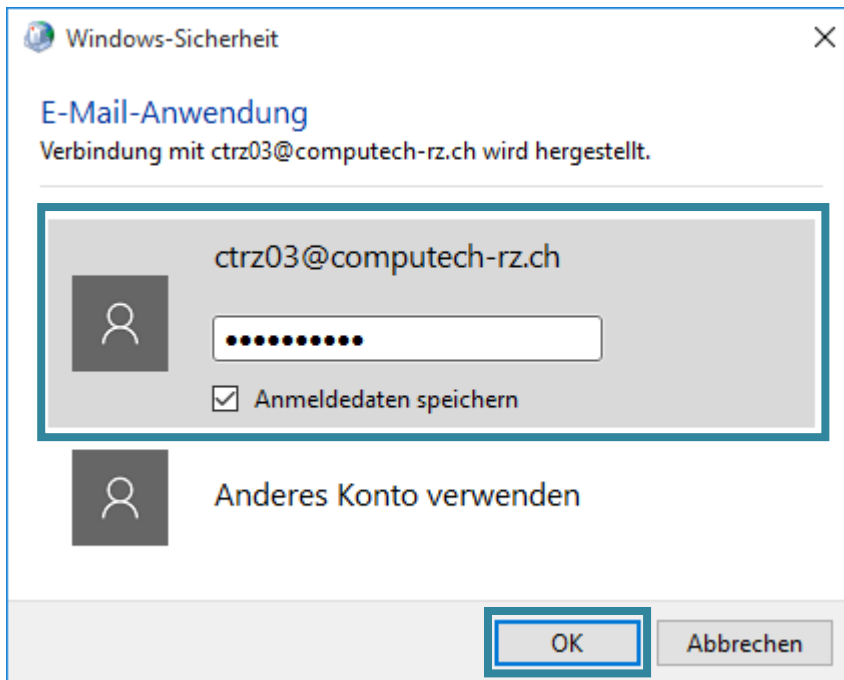 Windows-Sicherheit
E-Mail-Anwendung
Verbindung mit ctrz03@computech-rz.ch wird hergestellt.
ctrz03@computech-rz.ch
●●●●●●●●●●
Anmeldedaten speichern
Anderes Konto verwenden
OK Abbrechen